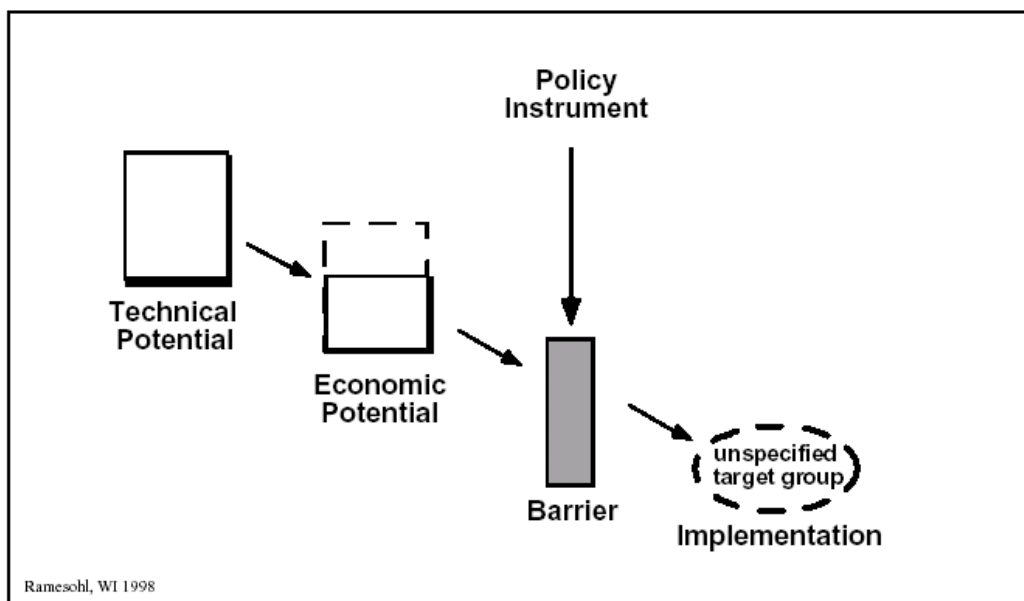 Policy
Instrument
Technical
Potential
Economic
Potential
Barrier
unspecified
target group
Implementation
Ramesohl, WI 1998